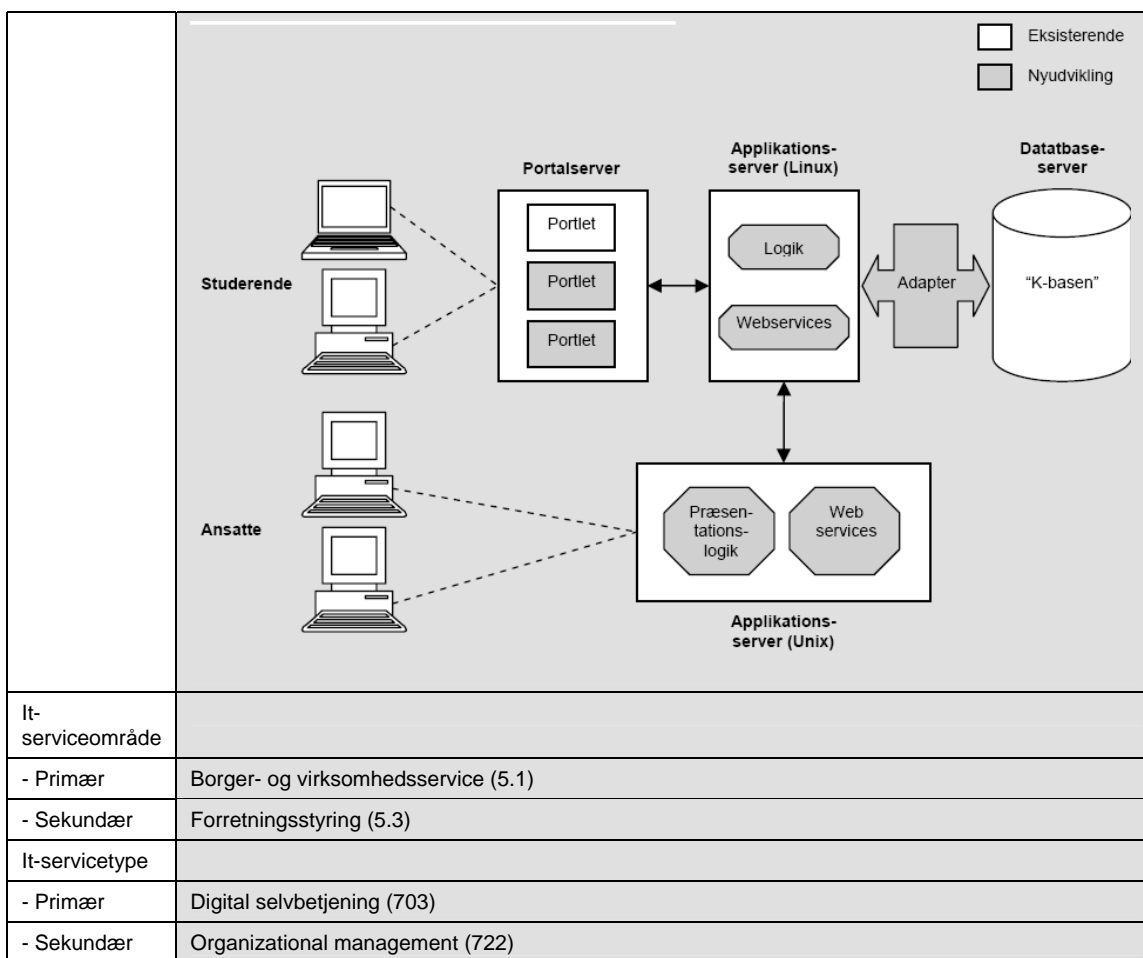 Eksisterende
Nyudvikling
Portalserver
Applikations-
server (Linux)
Datatbase-
server
Portlet
Portlet
Portlet
Logik
Webservices
Adapter
"K-basen"
Studerende
Ansatte
Præsen-
tations-
logik
Web
services
Applikations-
server (Unix)
It-
serviceområde
- Primær
Borger- og virksomhedsservice (5.1)
- Sekundær
Forretningsstyring (5.3)
It-servicetype
- Primær
Digital selvbetjening (703)
- Sekundær
Organizational management (722)